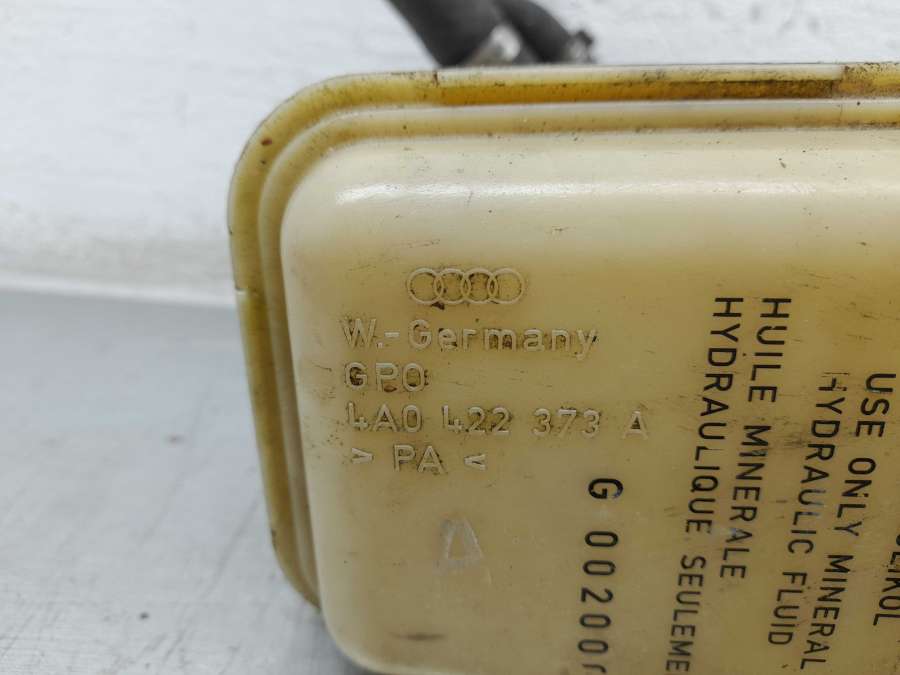 W.-Germany
GPO
4A0 422 373 A
> PA <
G 00200
HUILE MINERALE
HYDRAULIQUE SEULEME
USE ONLY MINERAL
HYDRAULIC FLUID